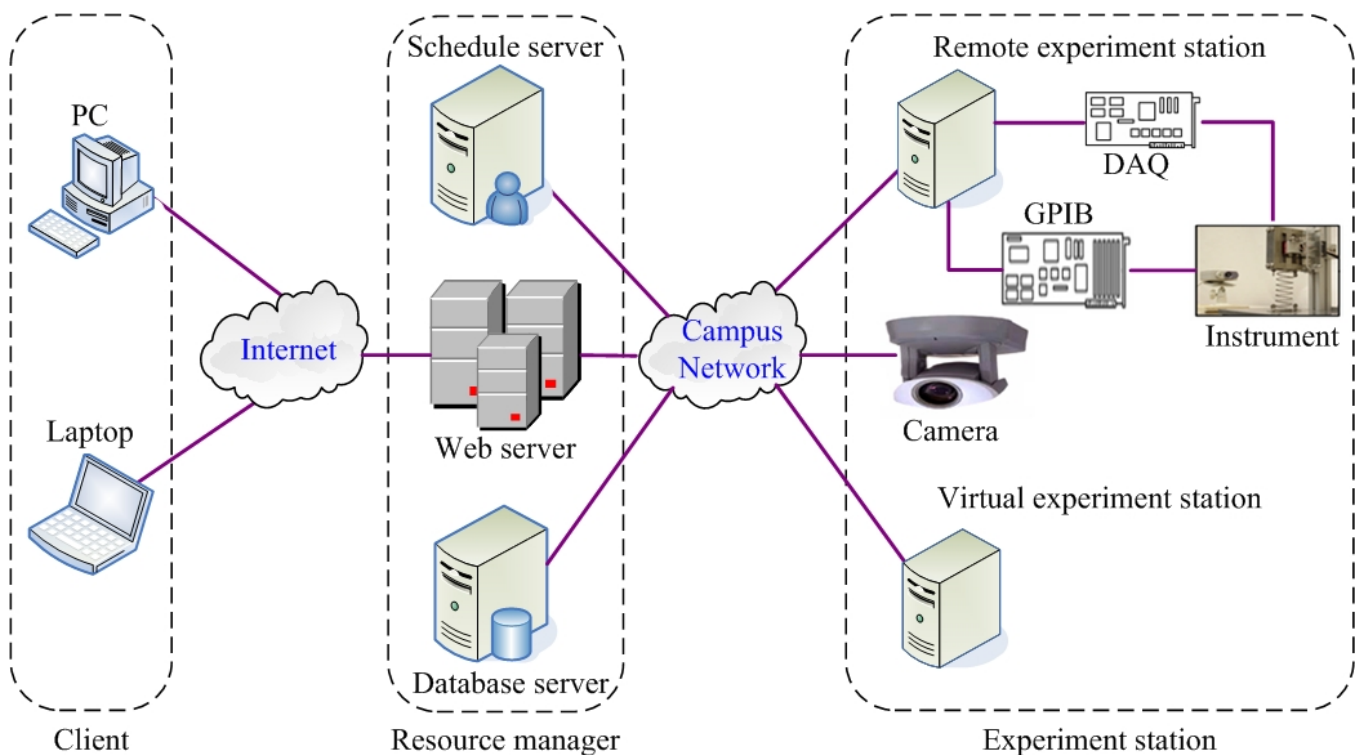 Schedule server
Remote experiment station
PC
DAQ
GPIB
Internet
Campus
Network
Instrument
Laptop
Web server
Camera
Virtual experiment station
Database server
Client
Resource manager
Experiment station